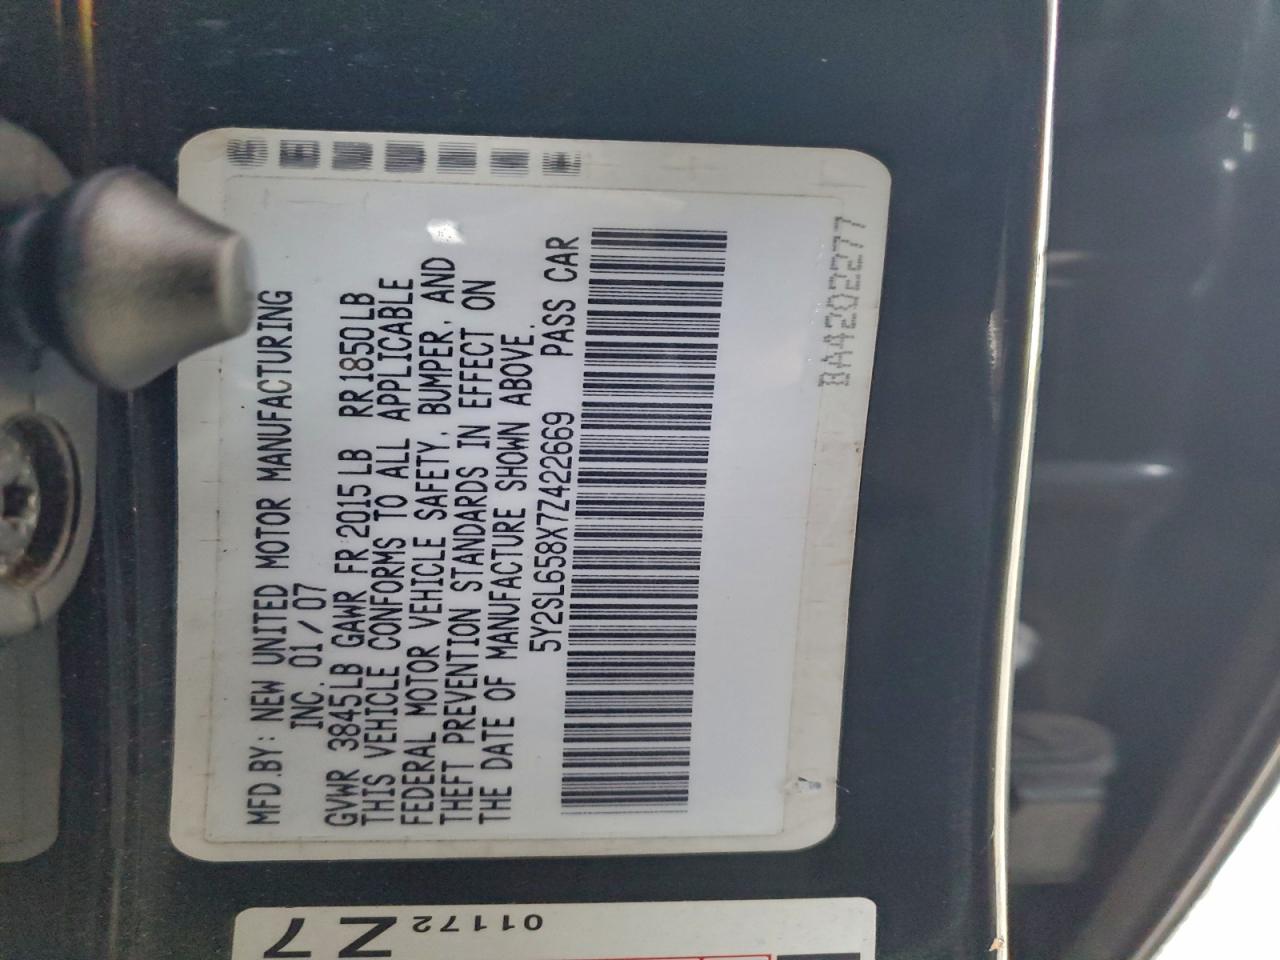 MFD.BY: NEW UNITED MOTOR MANUFACTURING
INC. 01/07
GVWR 3845LB GAWR FR 2015LB RR 1850LB
THIS VEHICLE CONFORMS TO ALL APPLICABLE
FEDERAL MOTOR VEHICLE SAFETY, BUMPER, AND
THEFT PREVENTION STANDARDS IN EFFECT ON
THE DATE OF MANUFACTURE SHOWN ABOVE.
5Y2SL658X7Z422669 PASS CAR
BA4202277
Z7
01172